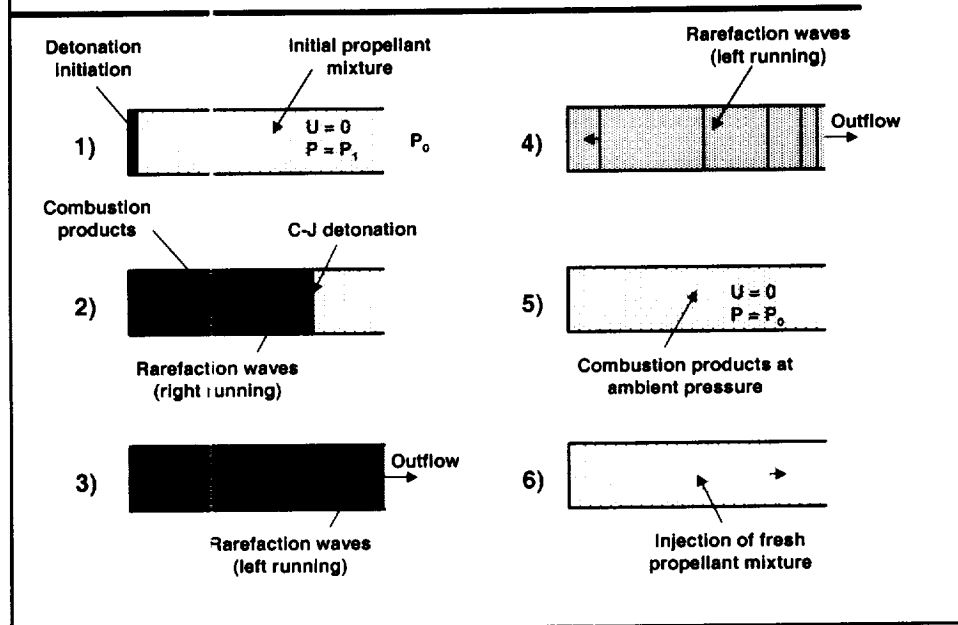 Detonation
initiation
Initial propellant
mixture
1)
U = 0
P = P₁
P₀
Combustion
products
C-J detonation
2)
Rarefaction waves
(right running)
3)
Outflow
Rarefaction waves
(left running)
Rarefaction waves
(left running)
4)
Outflow
5)
U = 0
P = P₀
Combustion products at
ambient pressure
6)
Injection of fresh
propellant mixture